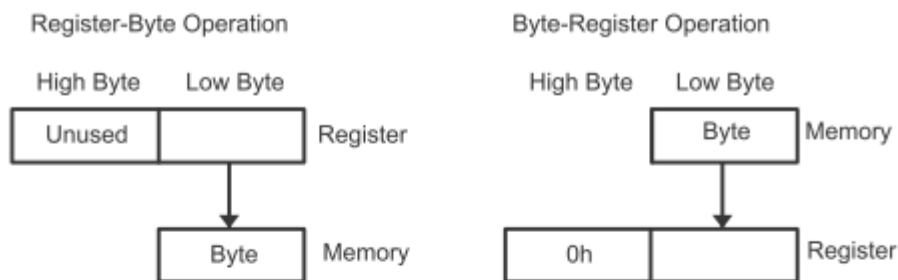 Register-Byte Operation
High Byte Low Byte
Unused Register
Byte Memory
Byte-Register Operation
High Byte Low Byte
Byte Memory
0h Register